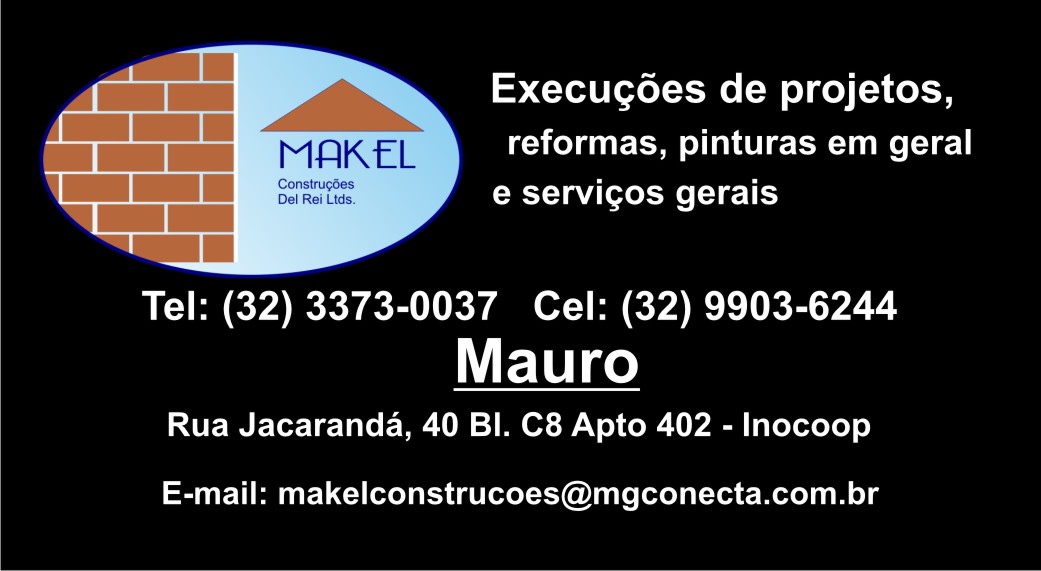 MAKEL
Construções
Del Rei Ltds.
Execuções de projetos,
reformas, pinturas em geral
e serviços gerais
Tel: (32) 3373-0037 Cel: (32) 9903-6244
Mauro
Rua Jacarandá, 40 Bl. C8 Apto 402 - Inocoop
E-mail: makelconstrucoes@mgconecta.com.br